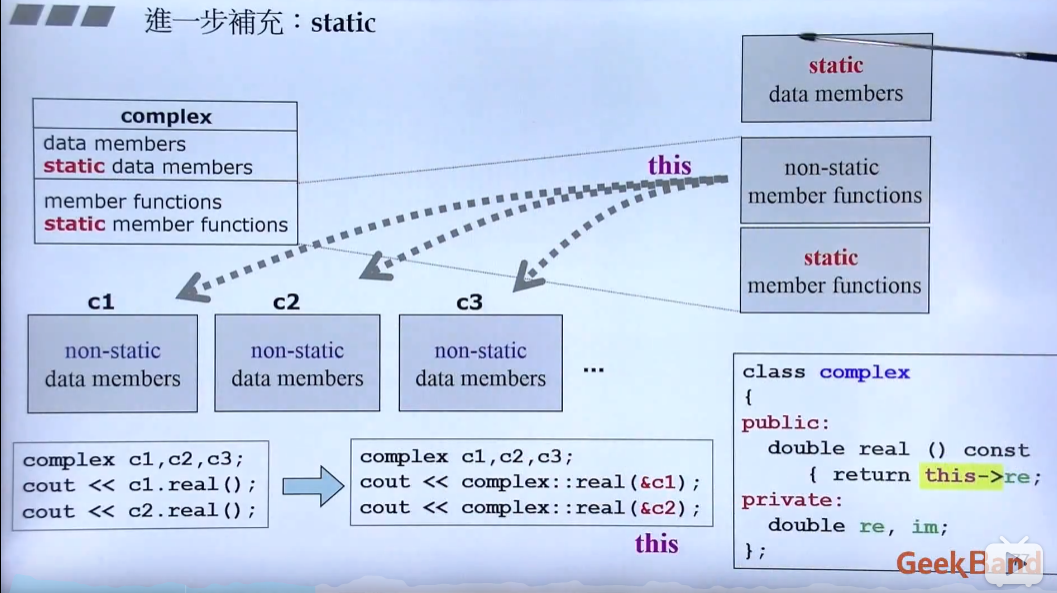 進一步補充：static
complex
data members
static data members
member functions
static member functions
static
data members
this
non-static
member functions
static
member functions
c1
c2
c3
non-static
data members
non-static
data members
non-static
data members
...
complex c1,c2,c3;
cout << c1.real();
cout << c2.real();
complex c1,c2,c3;
cout << complex::real(&c1);
cout << complex::real(&c2);
this
class complex
{
public:
double real () const
{ return this->re;
private:
double re, im;
};
GeekBand